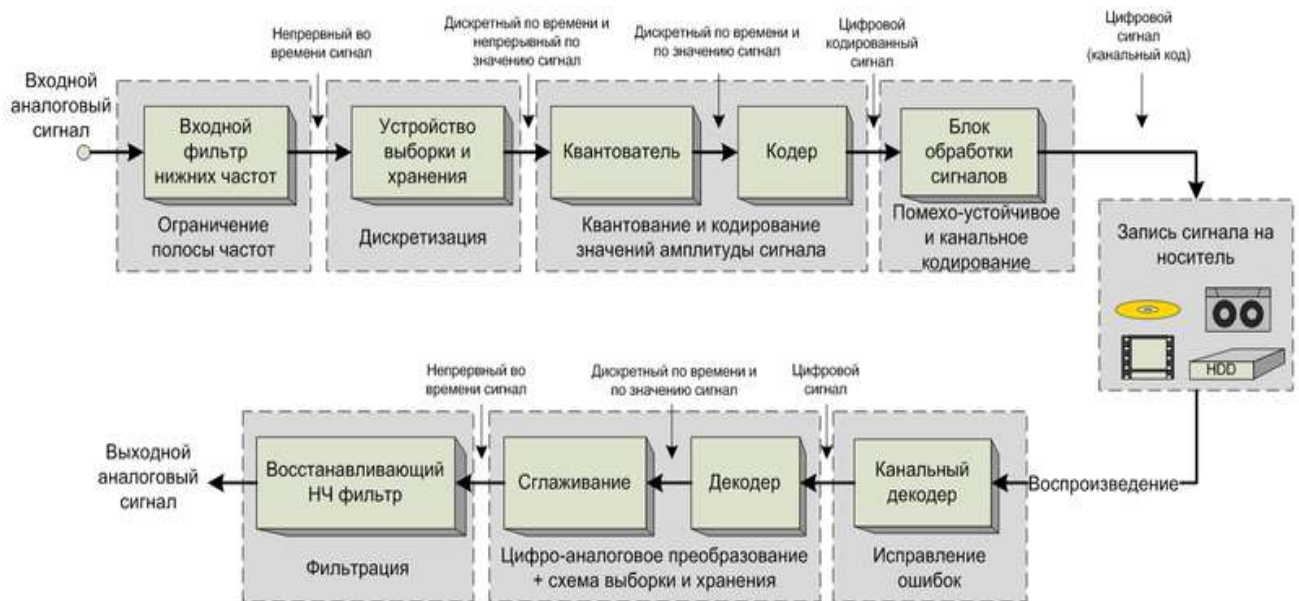 Непрервный во
времени сигнал
Дискретный по времени и
непрерывный по
значению сигнал
Дискретный по времени и
по значению сигнал
Цифровой
кодированный
сигнал
Цифровой
сигнал
(канальный код)
Входной
аналоговый
сигнал
Входной
фильтр
нижних частот
Ограничение
полосы частот
Устройство
выборки и
хранения
Дискретизация
Квантователь
Кодер
Квантование и кодирование
значений амплитуды сигнала
Блок
обработки
сигналов
Помехо-устойчивое
и канальное
кодирование
Запись сигнала на
носитель
HDD
Воспроизведение
Цифровой
сигнал
Канальный
декодер
Исправление
ошибок
Дискретный по времени и
по значению сигнал
Декодер
Сглаживание
Цифро-аналоговое преобразование
+ схема выборки и хранения
Непрервный во
времени сигнал
Восстанавливающий
НЧ фильтр
Фильтрация
Выходной
аналоговый
сигнал